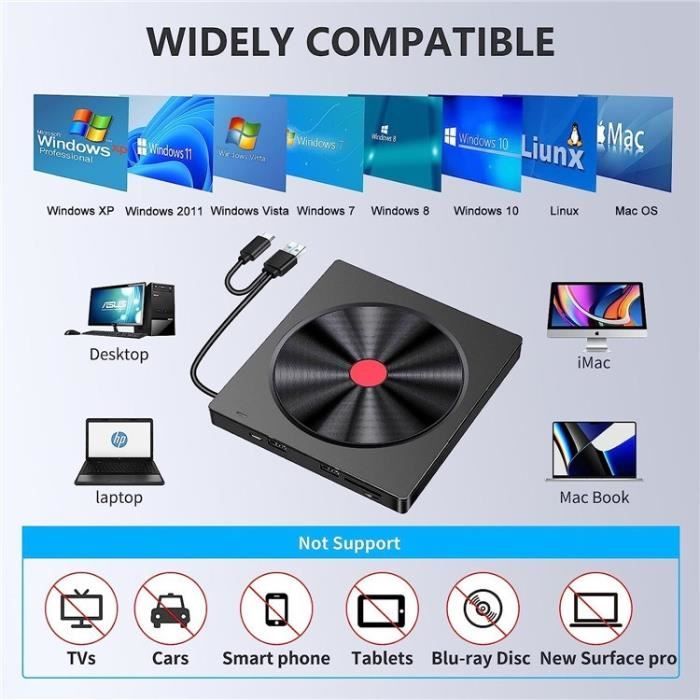 WIDELY COMPATIBLE
Microsoft
Windows xp
Professional
Windows 11
Windows Vista
Windows 7
Windows 8
Windows 10
Liunx
Mac
Windows XP
Windows 2011
Windows Vista
Windows 7
Windows 8
Windows 10
Linux
Mac OS
ASUS
Desktop
iMac
hp
laptop
Mac Book
Not Support
TVs
Cars
Smart phone
Tablets
Blu-ray Disc
New Surface pro